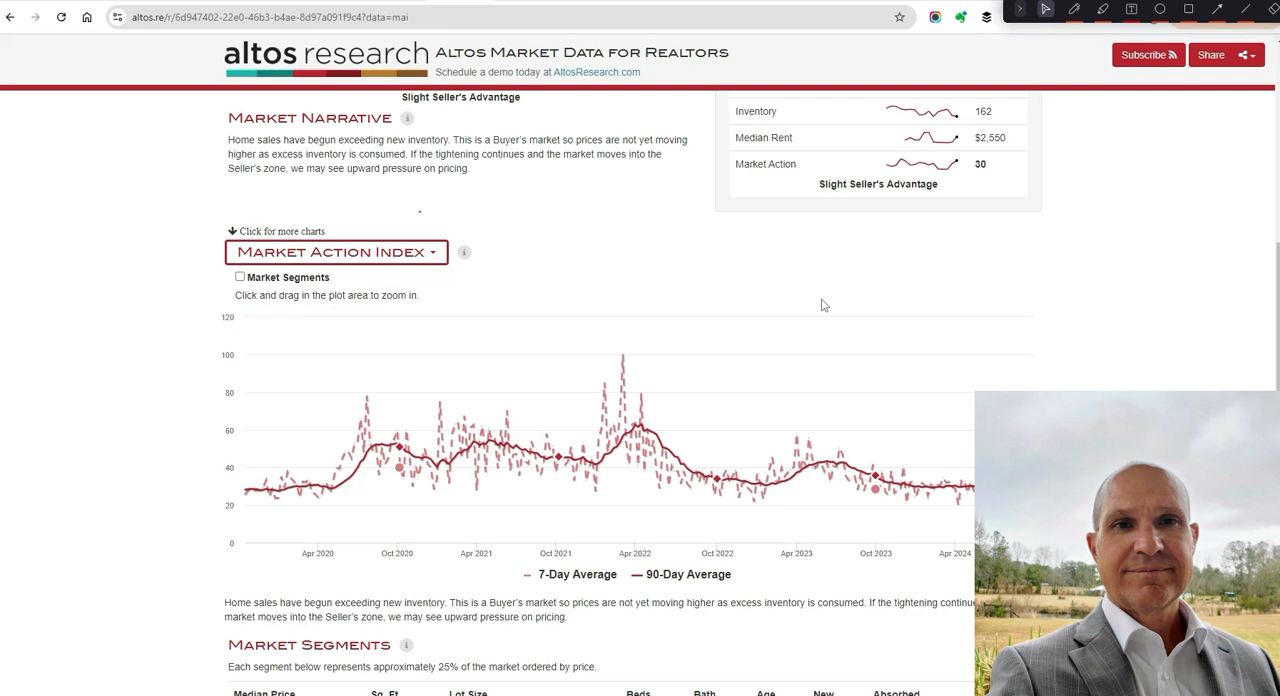 altos.re/r/6d947402-22e0-46b3-b4ae-8d97a091f9c4?data=mai
altos research
Altos Market Data for Realtors
Schedule a demo today at AltosResearch.com
Subscribe
Share
Slight Seller's Advantage
Market Narrative
Home sales have begun exceeding new inventory. This is a Buyer's market so prices are not yet moving
higher as excess inventory is consumed. If the tightening continues and the market moves into the
Seller's zone, we may see upward pressure on pricing.
Inventory 162
Median Rent $2,550
Market Action 30
Slight Seller's Advantage
Click for more charts
Market Action Index
Market Segments
Click and drag in the plot area to zoom in.
120
100
80
60
40
20
0
Apr 2020 Oct 2020 Apr 2021 Oct 2021 Apr 2022 Oct 2022 Apr 2023 Oct 2023 Apr 2024
7-Day Average 90-Day Average
Home sales have begun exceeding new inventory. This is a Buyer's market so prices are not yet moving higher as excess inventory is consumed. If the tightening continue
market moves into the Seller's zone, we may see upward pressure on pricing.
Market Segments
Each segment below represents approximately 25% of the market ordered by price.
Median Price Sq. Ft. Lot Size Beds Bath Age New Absorbed